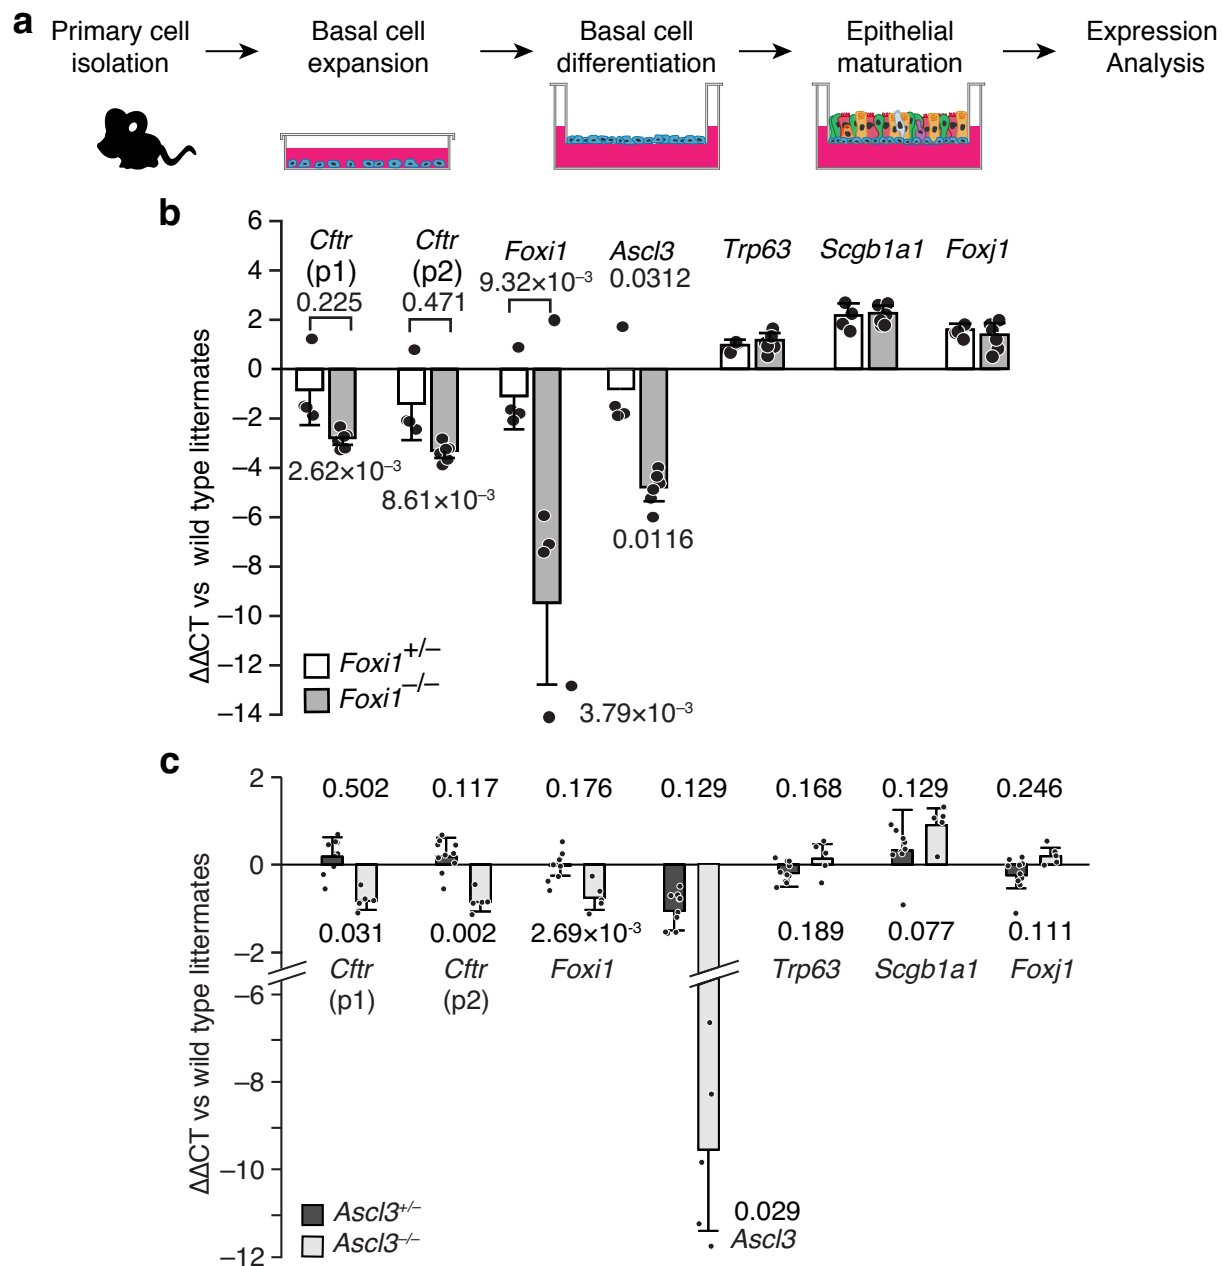 a
Primary cell
isolation
Basal cell
expansion
Basal cell
differentiation
Epithelial
maturation
Expression
Analysis
b
ΔΔCT vs wild type littermates
6
4
2
0
–2
–4
–6
–8
–10
–12
–14
Cftr
(p1)
0.225
Cftr
(p2)
0.471
Foxi1
9.32×10⁻³
Ascl3
0.0312
Trp63
Scgb1a1
Foxj1
2.62×10⁻³
8.61×10⁻³
0.0116
3.79×10⁻³
Foxi1+/–
Foxi1–/–
c
ΔΔCT vs wild type littermates
2
0
–2
–6
–8
–10
–12
0.502
0.117
0.176
0.129
0.168
0.129
0.246
0.031
0.002
2.69×10⁻³
0.189
0.077
0.111
Cftr
(p1)
Cftr
(p2)
Foxi1
Trp63
Scgb1a1
Foxj1
0.029
Ascl3
Ascl3+/–
Ascl3–/–